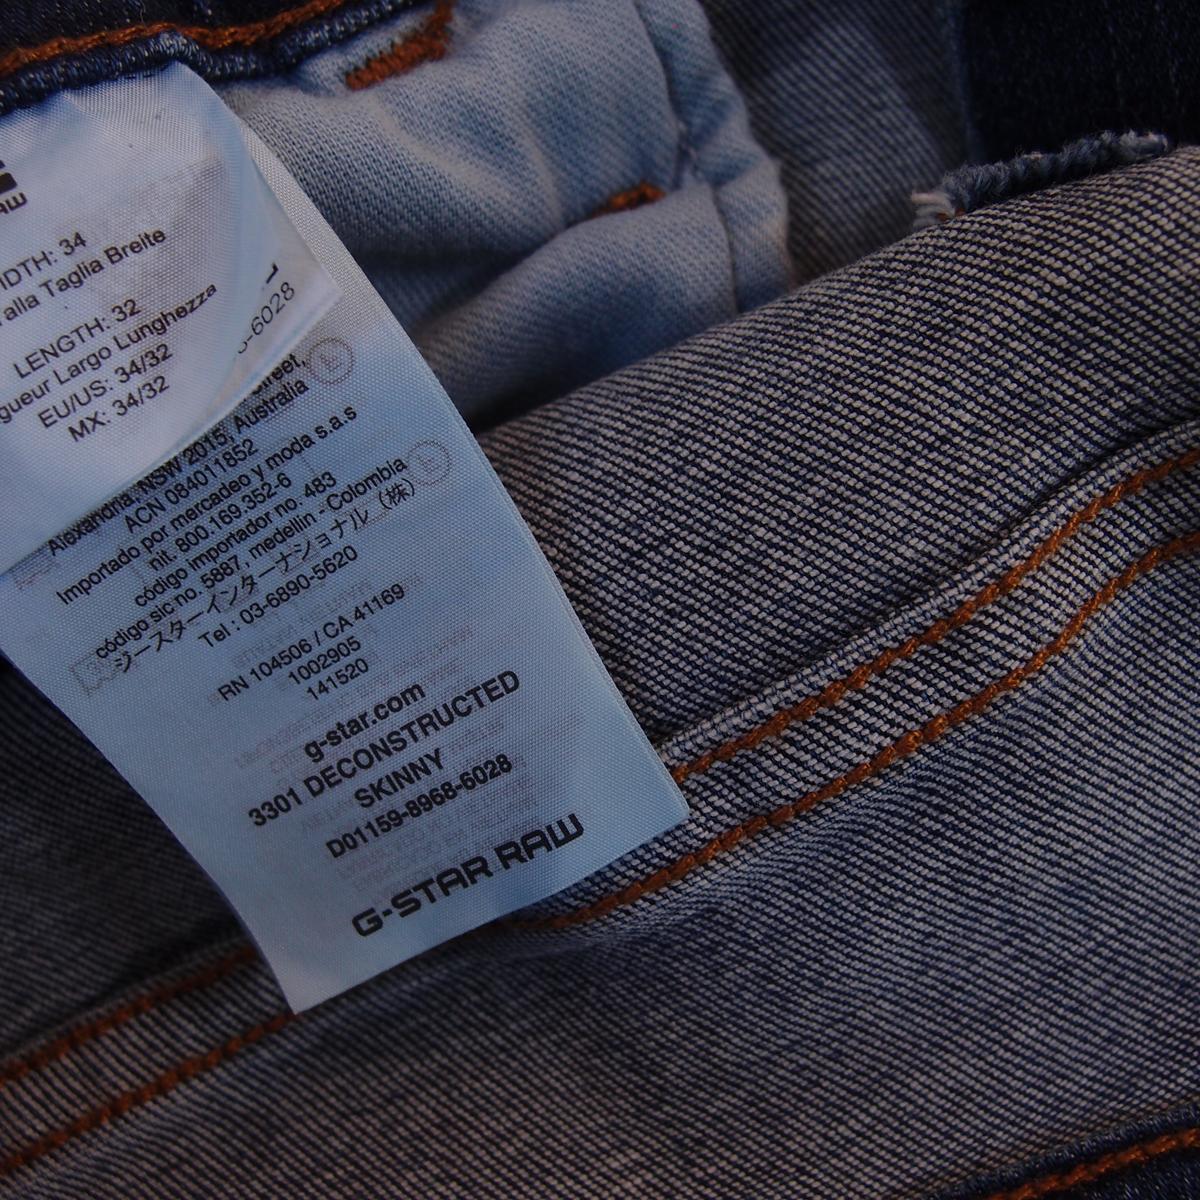 RAW
WIDTH: 34
Taglia Breite
LENGTH: 32
Largo Lunghezza
EU/US: 34/32
MX: 34/32
-6028
Street,
Alexandria, NSW 2015, Australia
ACN 084011852
Importado por mercadeo y moda s.a.s
nit. 800.169.352-6
código importador no. 483
código sic no. 5887, medellin - Colombia
ジースターインターナショナル（株）
Tel : 03-6890-5620
RN 104506 / CA 41169
1002905
141520
g-star.com
3301 DECONSTRUCTED
SKINNY
D01159-8968-6028
G-STAR RAW